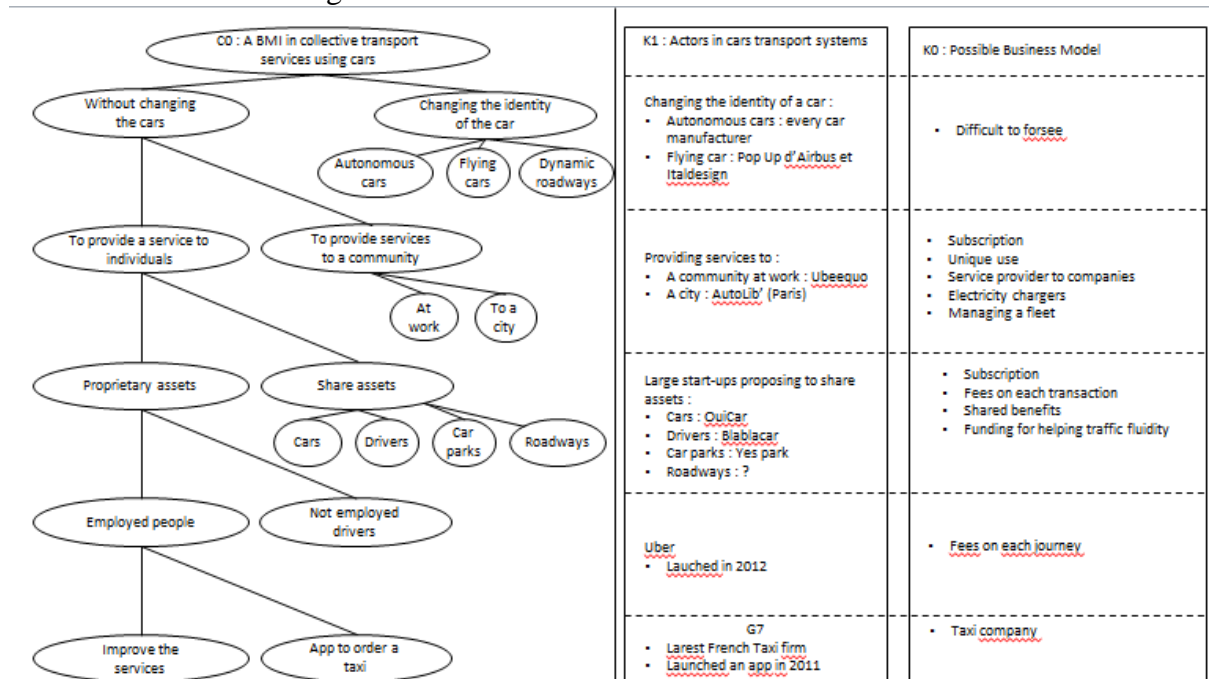 C0 : A BMI in collective transport
services using cars
Without changing
the cars
Changing the identity
of the car
Autonomous
cars
Flying
cars
Dynamic
roadways
To provide a service to
individuals
To provide services
to a community
At
work
To a
city
Proprietary assets
Share assets
Cars
Drivers
Car
parks
Roadways
Employed people
Not employed
drivers
Improve the
services
App to order a
taxi
K1 : Actors in cars transport systems
Changing the identity of a car :
• Autonomous cars : every car
manufacturer
• Flying car : Pop Up d'Airbus et
Italdesign
Providing services to :
• A community at work : Ubeequo
• A city : AutoLib' (Paris)
Large start-ups proposing to share
assets :
• Cars : OuiCar
• Drivers : Blablacar
• Car parks : Yes park
• Roadways : ?
Uber
• Lauched in 2012
G7
• Larest French Taxi firm
• Launched an app in 2011
K0 : Possible Business Model
• Difficult to forsee
• Subscription
• Unique use
• Service provider to companies
• Electricity chargers
• Managing a fleet
• Subscription
• Fees on each transaction
• Shared benefits
• Funding for helping traffic fluidity
• Fees on each journey
• Taxi company